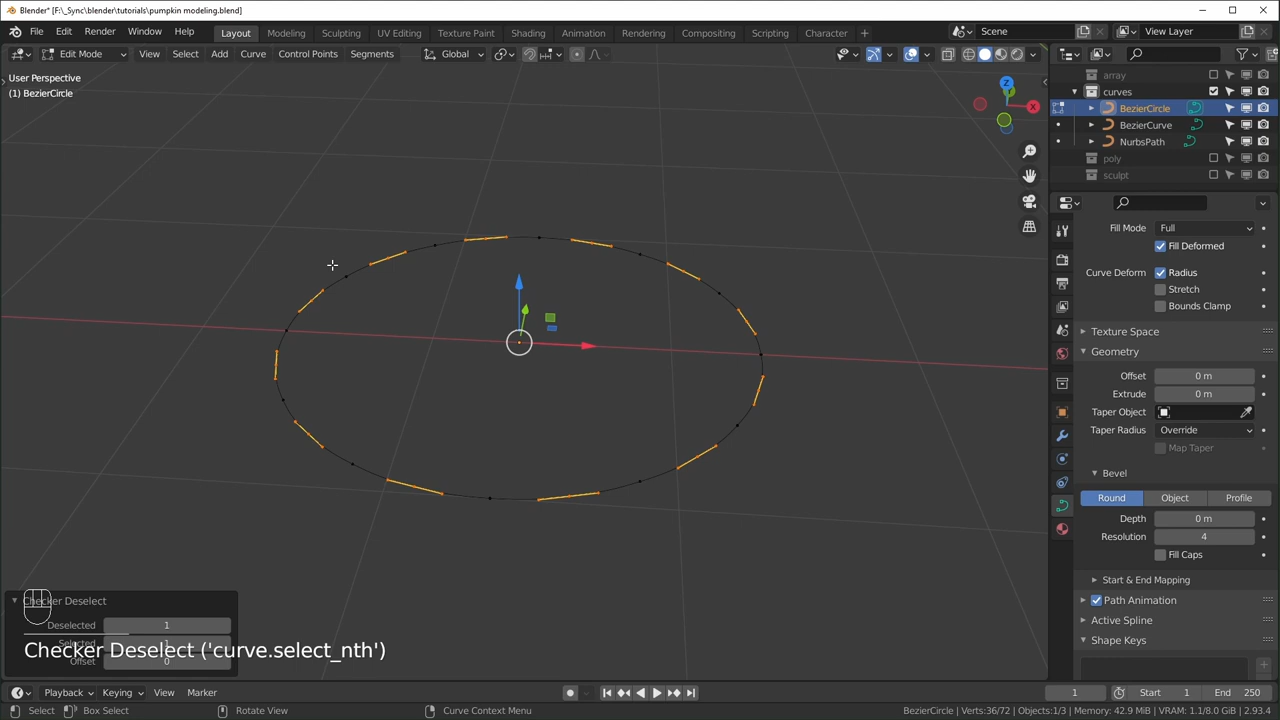 Blender* [F:\_Sync\blender\tutorials\pumpkin modeling.blend]
File Edit Render Window Help
Layout Modeling Sculpting UV Editing Texture Paint Shading Animation Rendering Compositing Scripting Character +
Scene
View Layer
Edit Mode View Select Add Curve Control Points Segments
Global
User Perspective
(1) BezierCircle
Z
X
array
curves
BezierCircle
BezierCurve
NurbsPath
poly
sculpt
Fill Mode Full
Fill Deformed
Curve Deform Radius
Stretch
Bounds Clamp
Texture Space
Geometry
Offset 0 m
Extrude 0 m
Taper Object
Taper Radius Override
Map Taper
Bevel
Round Object Profile
Depth 0 m
Resolution 4
Fill Caps
Start & End Mapping
Path Animation
Active Spline
Shape Keys
Checker Deselect
Deselected 1
Selected
Checker Deselect ('curve.select_nth')
Offset 0
Playback Keying View Marker
1 Start 1 End 250
Select Box Select Rotate View Curve Context Menu
BezierCircle | Verts:36/72 | Objects:1/3 | Memory: 42.9 MiB | VRAM: 1.1/8.0 GiB | 2.93.4